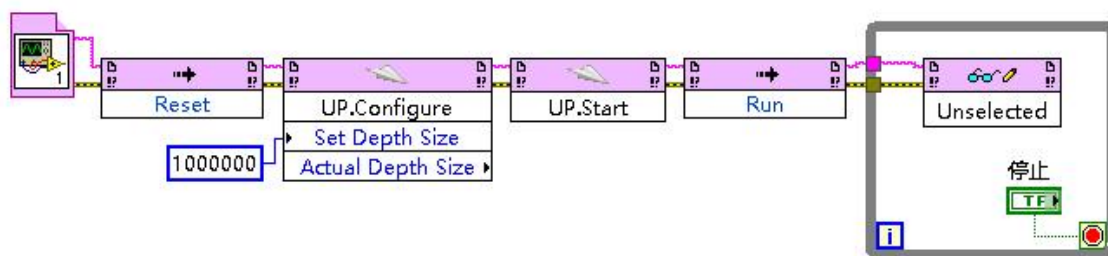 1
Reset
UP.Configure
UP.Start
Run
Unselected
Set Depth Size
1000000
Actual Depth Size
停止
TF
i